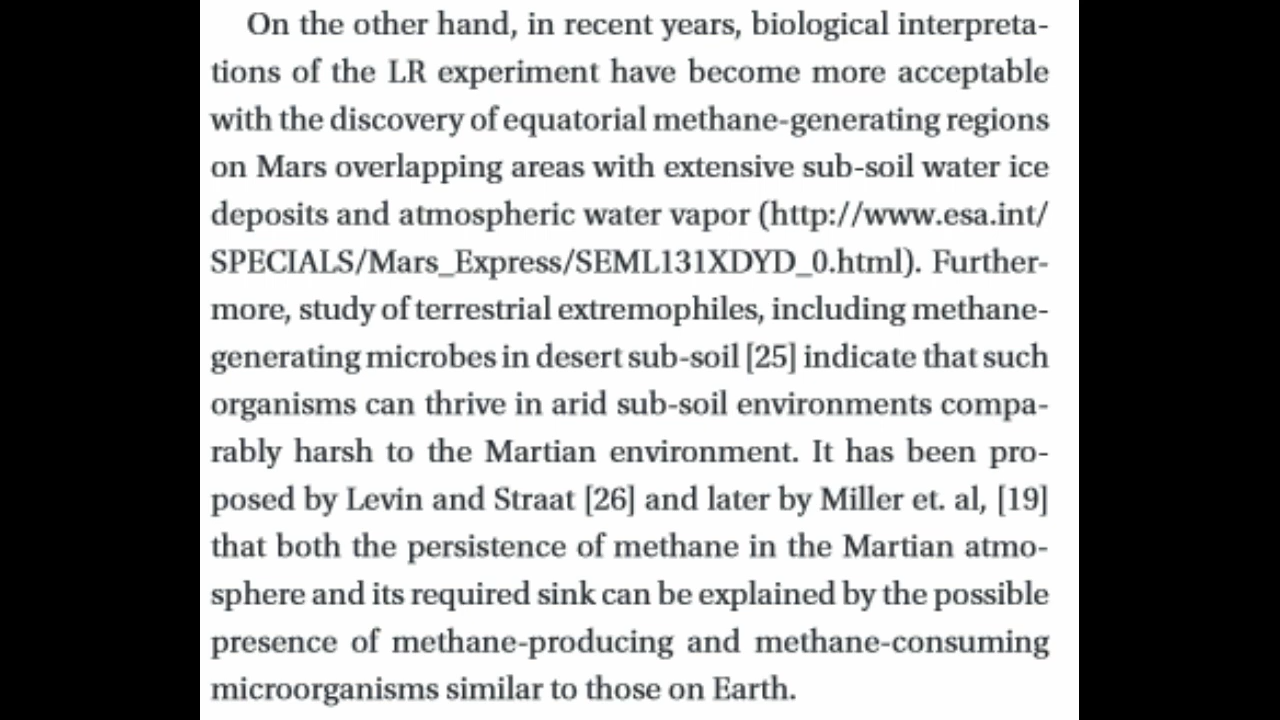 On the other hand, in recent years, biological interpreta-
tions of the LR experiment have become more acceptable
with the discovery of equatorial methane-generating regions
on Mars overlapping areas with extensive sub-soil water ice
deposits and atmospheric water vapor (http://www.esa.int/
SPECIALS/Mars_Express/SEML131XDYD_0.html). Further-
more, study of terrestrial extremophiles, including methane-
generating microbes in desert sub-soil [25] indicate that such
organisms can thrive in arid sub-soil environments compa-
rably harsh to the Martian environment. It has been pro-
posed by Levin and Straat [26] and later by Miller et. al, [19]
that both the persistence of methane in the Martian atmo-
sphere and its required sink can be explained by the possible
presence of methane-producing and methane-consuming
microorganisms similar to those on Earth.